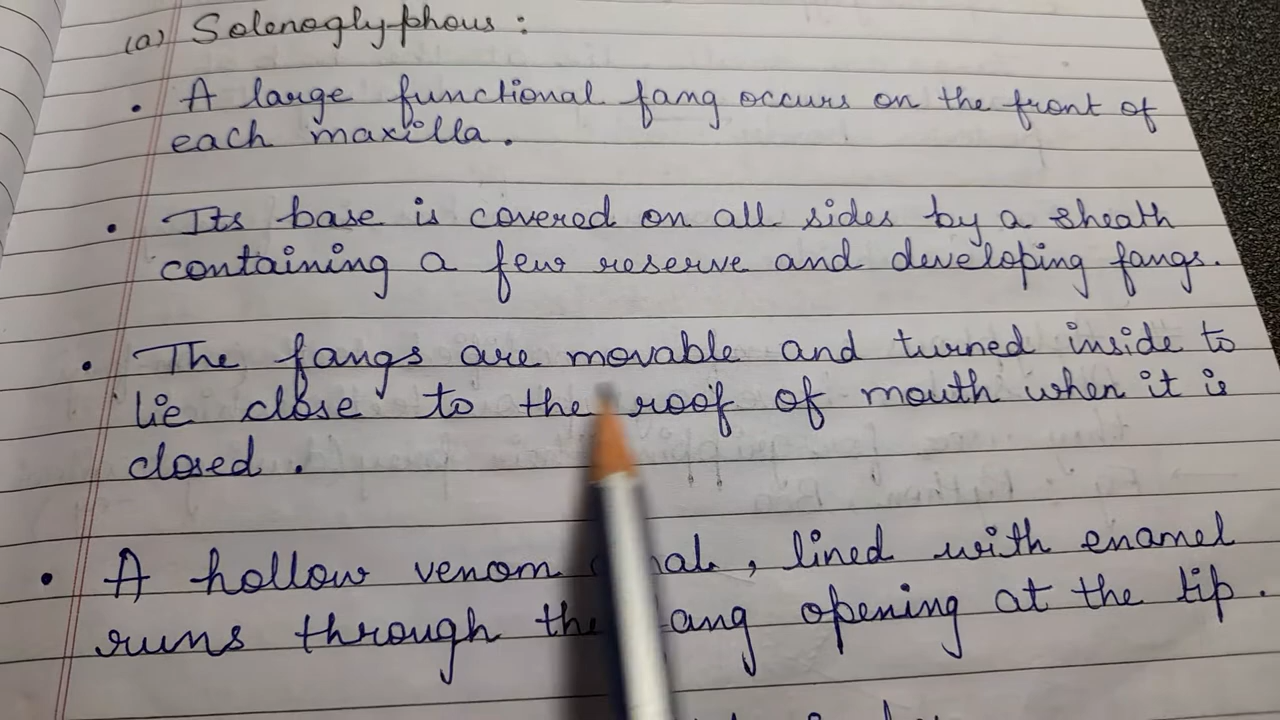 (a) Solenoglyphous :
• A large functional fang occurs on the front of
each maxilla.
• Its base is covered on all sides by a sheath
containing a few reserve and developing fangs.
• The fangs are movable and turned inside to
lie close to the roof of mouth when it is
closed.
• A hollow venom , lined with enamel
runs through the opening at the tip.